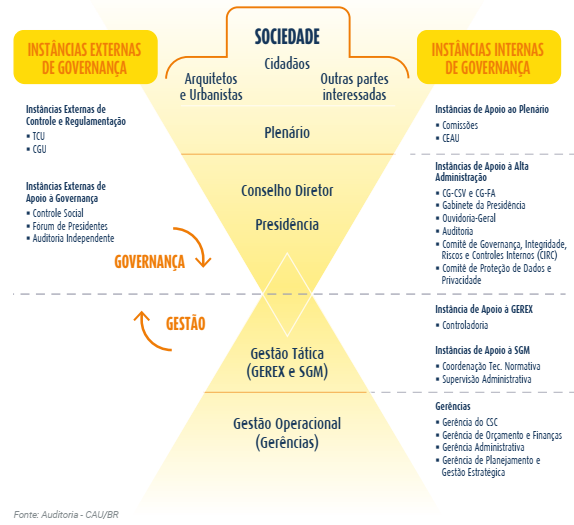 INSTÂNCIAS EXTERNAS
DE GOVERNANÇA
Instâncias Externas de
Controle e Regulamentação
▪ TCU
▪ CGU
Instâncias Externas de
Apoio à Governança
▪ Controle Social
▪ Fórum de Presidentes
▪ Auditoria Independente
SOCIEDADE
Cidadãos
Arquitetos
e Urbanistas
Outras partes
interessadas
Plenário
Conselho Diretor
Presidência
GOVERNANÇA
GESTÃO
Gestão Tática
(GEREX e SGM)
Gestão Operacional
(Gerências)
INSTÂNCIAS INTERNAS
DE GOVERNANÇA
Instâncias de Apoio ao Plenário
▪ Comissões
▪ CEAU
Instâncias de Apoio à Alta
Administração
▪ CG-CSV e CG-FA
▪ Gabinete da Presidência
▪ Ouvidoria-Geral
▪ Auditoria
▪ Comitê de Governança, Integridade,
Riscos e Controles Internos (CIRC)
▪ Comitê de Proteção de Dados e
Privacidade
Instância de Apoio à GEREX
▪ Controladoria
Instâncias de Apoio à SGM
▪ Coordenação Tec. Normativa
▪ Supervisão Administrativa
Gerências
▪ Gerência do CSC
▪ Gerência de Orçamento e Finanças
▪ Gerência Administrativa
▪ Gerência de Planejamento e
Gestão Estratégica
Fonte: Auditoria - CAU/BR